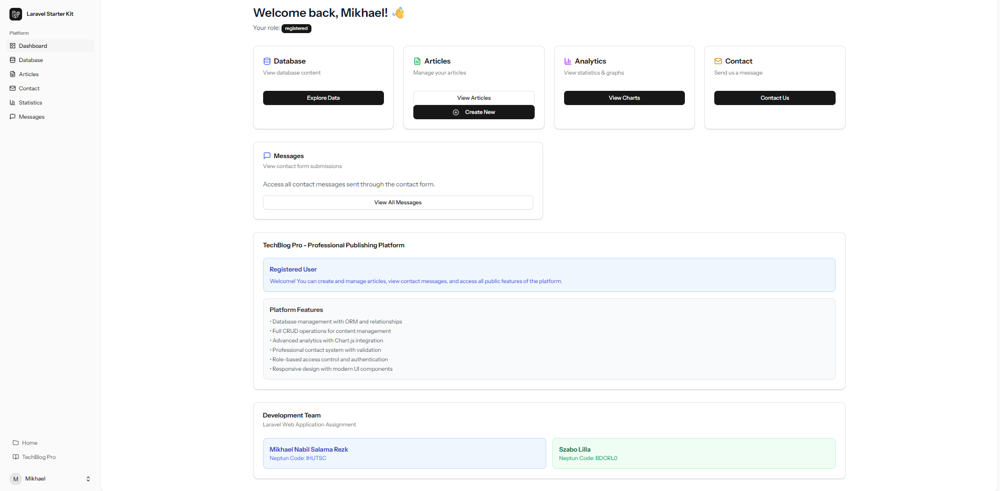 Laravel Starter Kit
Platform
Dashboard
Database
Articles
Contact
Statistics
Messages
Home
TechBlog Pro
M Mikhael
Welcome back, Mikhael! 👋
Your role: registered
Database
View database content
Explore Data
Articles
Manage your articles
View Articles
Create New
Analytics
View statistics & graphs
View Charts
Contact
Send us a message
Contact Us
Messages
View contact form submissions
Access all contact messages sent through the contact form.
View All Messages
TechBlog Pro - Professional Publishing Platform
Registered User
Welcome! You can create and manage articles, view contact messages, and access all public features of the platform.
Platform Features
• Database management with ORM and relationships
• Full CRUD operations for content management
• Advanced analytics with Chart.js integration
• Professional contact system with validation
• Role-based access control and authentication
• Responsive design with modern UI components
Development Team
Laravel Web Application Assignment
Mikhael Nabil Salama Rezk
Neptun Code: IHUTSC
Szabo Lilla
Neptun Code: BDCRL0